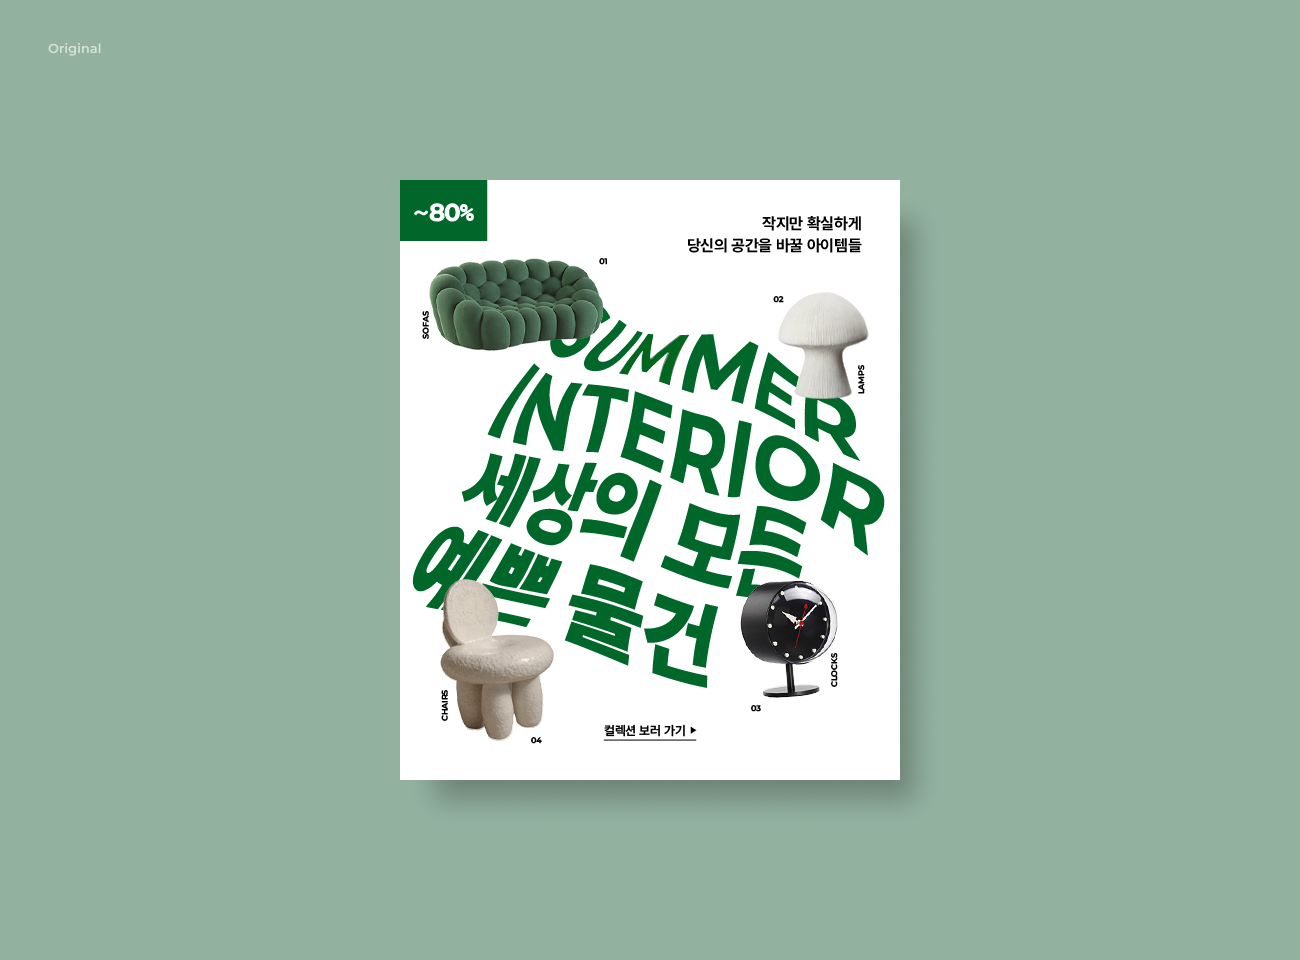 Original
~80%
작지만 확실하게
당신의 공간을 바꿀 아이템들
01
SOFAS
02
LAMPS
SUMMER
INTERIOR
세상의 모든
예쁜 물건
CLOCKS
03
CHAIRS
04
컬렉션 보러 가기 ▶